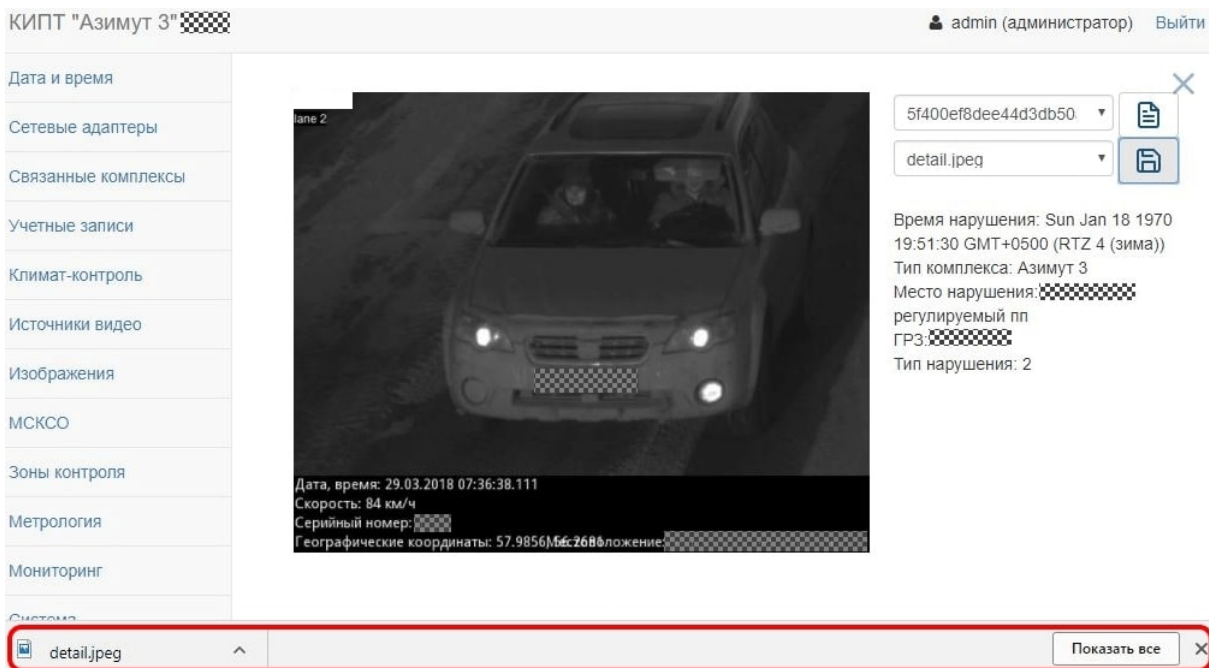 КИПТ "Азимут 3"
admin (администратор) Выйти
Дата и время
Сетевые адаптеры
Связанные комплексы
Учетные записи
Климат-контроль
Источники видео
Изображения
МСКСО
Зоны контроля
Метрология
Мониторинг
Система
lane 2
Дата, время: 29.03.2018 07:36:38.111
Скорость: 84 км/ч
Серийный номер:
Географические координаты: 57.9856, 56.2681 Местоположение:
5f400ef8dee44d3db50
detail.jpeg
Время нарушения: Sun Jan 18 1970
19:51:30 GMT+0500 (RTZ 4 (зима))
Тип комплекса: Азимут 3
Место нарушения:
регулируемый пп
ГРЗ:
Тип нарушения: 2
detail.jpeg
Показать все